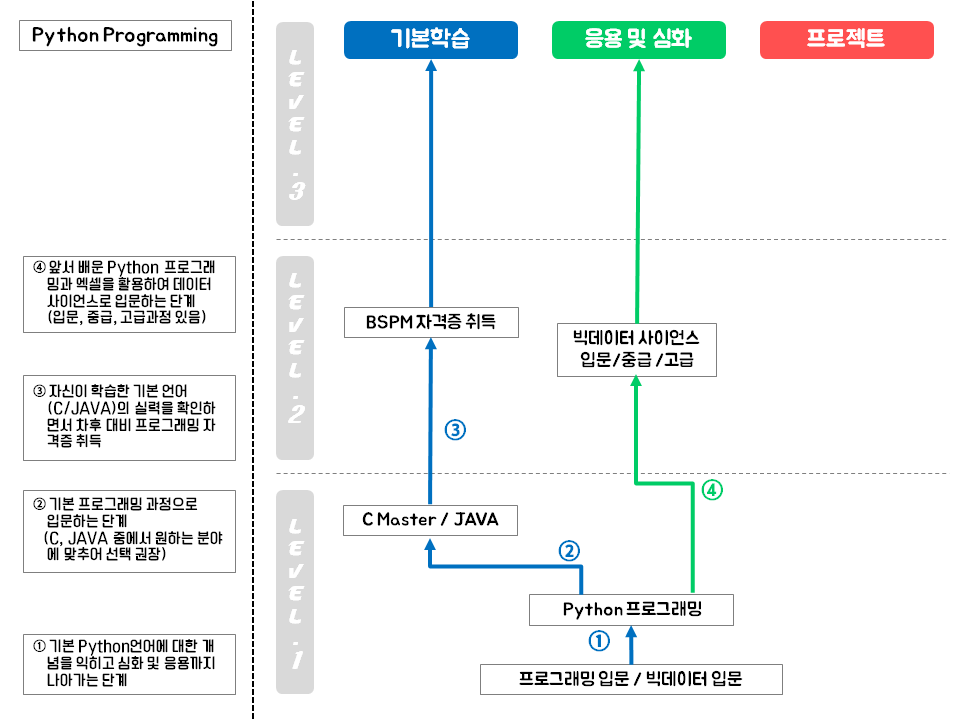 Python Programming
④ 앞서 배운 Python 프로그래
밍과 엑셀을 활용하여 데이터
사이언스로 입문하는 단계
(입문, 중급, 고급과정 있음)
③ 자신이 학습한 기본 언어
(C/JAVA)의 실력을 확인하
면서 차후 대비 프로그래밍 자
격증 취득
② 기본 프로그래밍 과정으로
입문하는 단계
(C, JAVA 중에서 원하는 분야
에 맞추어 선택 권장)
① 기본 Python언어에 대한 개
념을 익히고 심화 및 응용까지
나아가는 단계
LEVEL.3
LEVEL.2
LEVEL.1
기본학습
응용 및 심화
프로젝트
BSPM 자격증 취득
빅데이터 사이언스
입문/중급 /고급
③
④
C Master / JAVA
②
Python 프로그래밍
①
프로그래밍 입문 / 빅데이터 입문